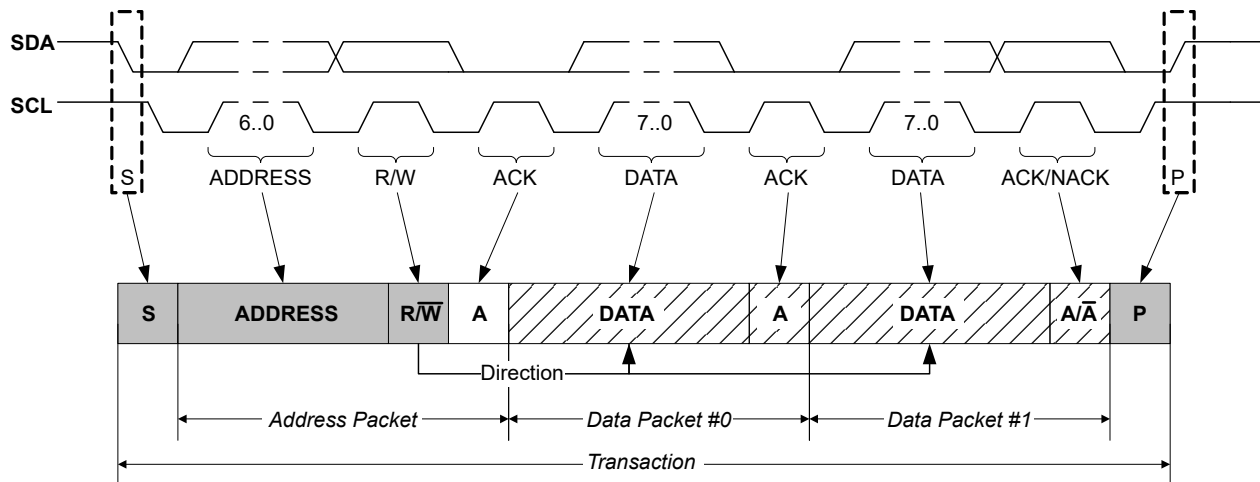 SDA
SCL
6..0 7..0 7..0
S ADDRESS R/W ACK DATA ACK DATA ACK/NACK P
S ADDRESS R/W̅ A DATA A DATA A/A̅ P
Direction
Address Packet Data Packet #0 Data Packet #1
Transaction